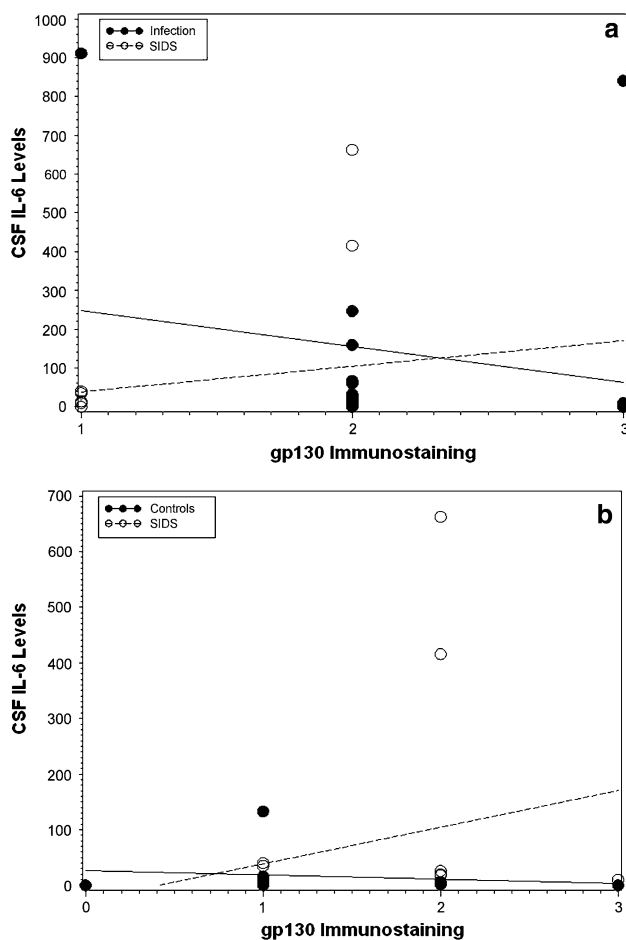 a
Infection
SIDS
1000
900
800
700
600
500
400
300
200
100
0
CSF IL-6 Levels
1
2
3
gp130 Immunostaining
b
Controls
SIDS
700
600
500
400
300
200
100
0
CSF IL-6 Levels
0
1
2
3
gp130 Immunostaining